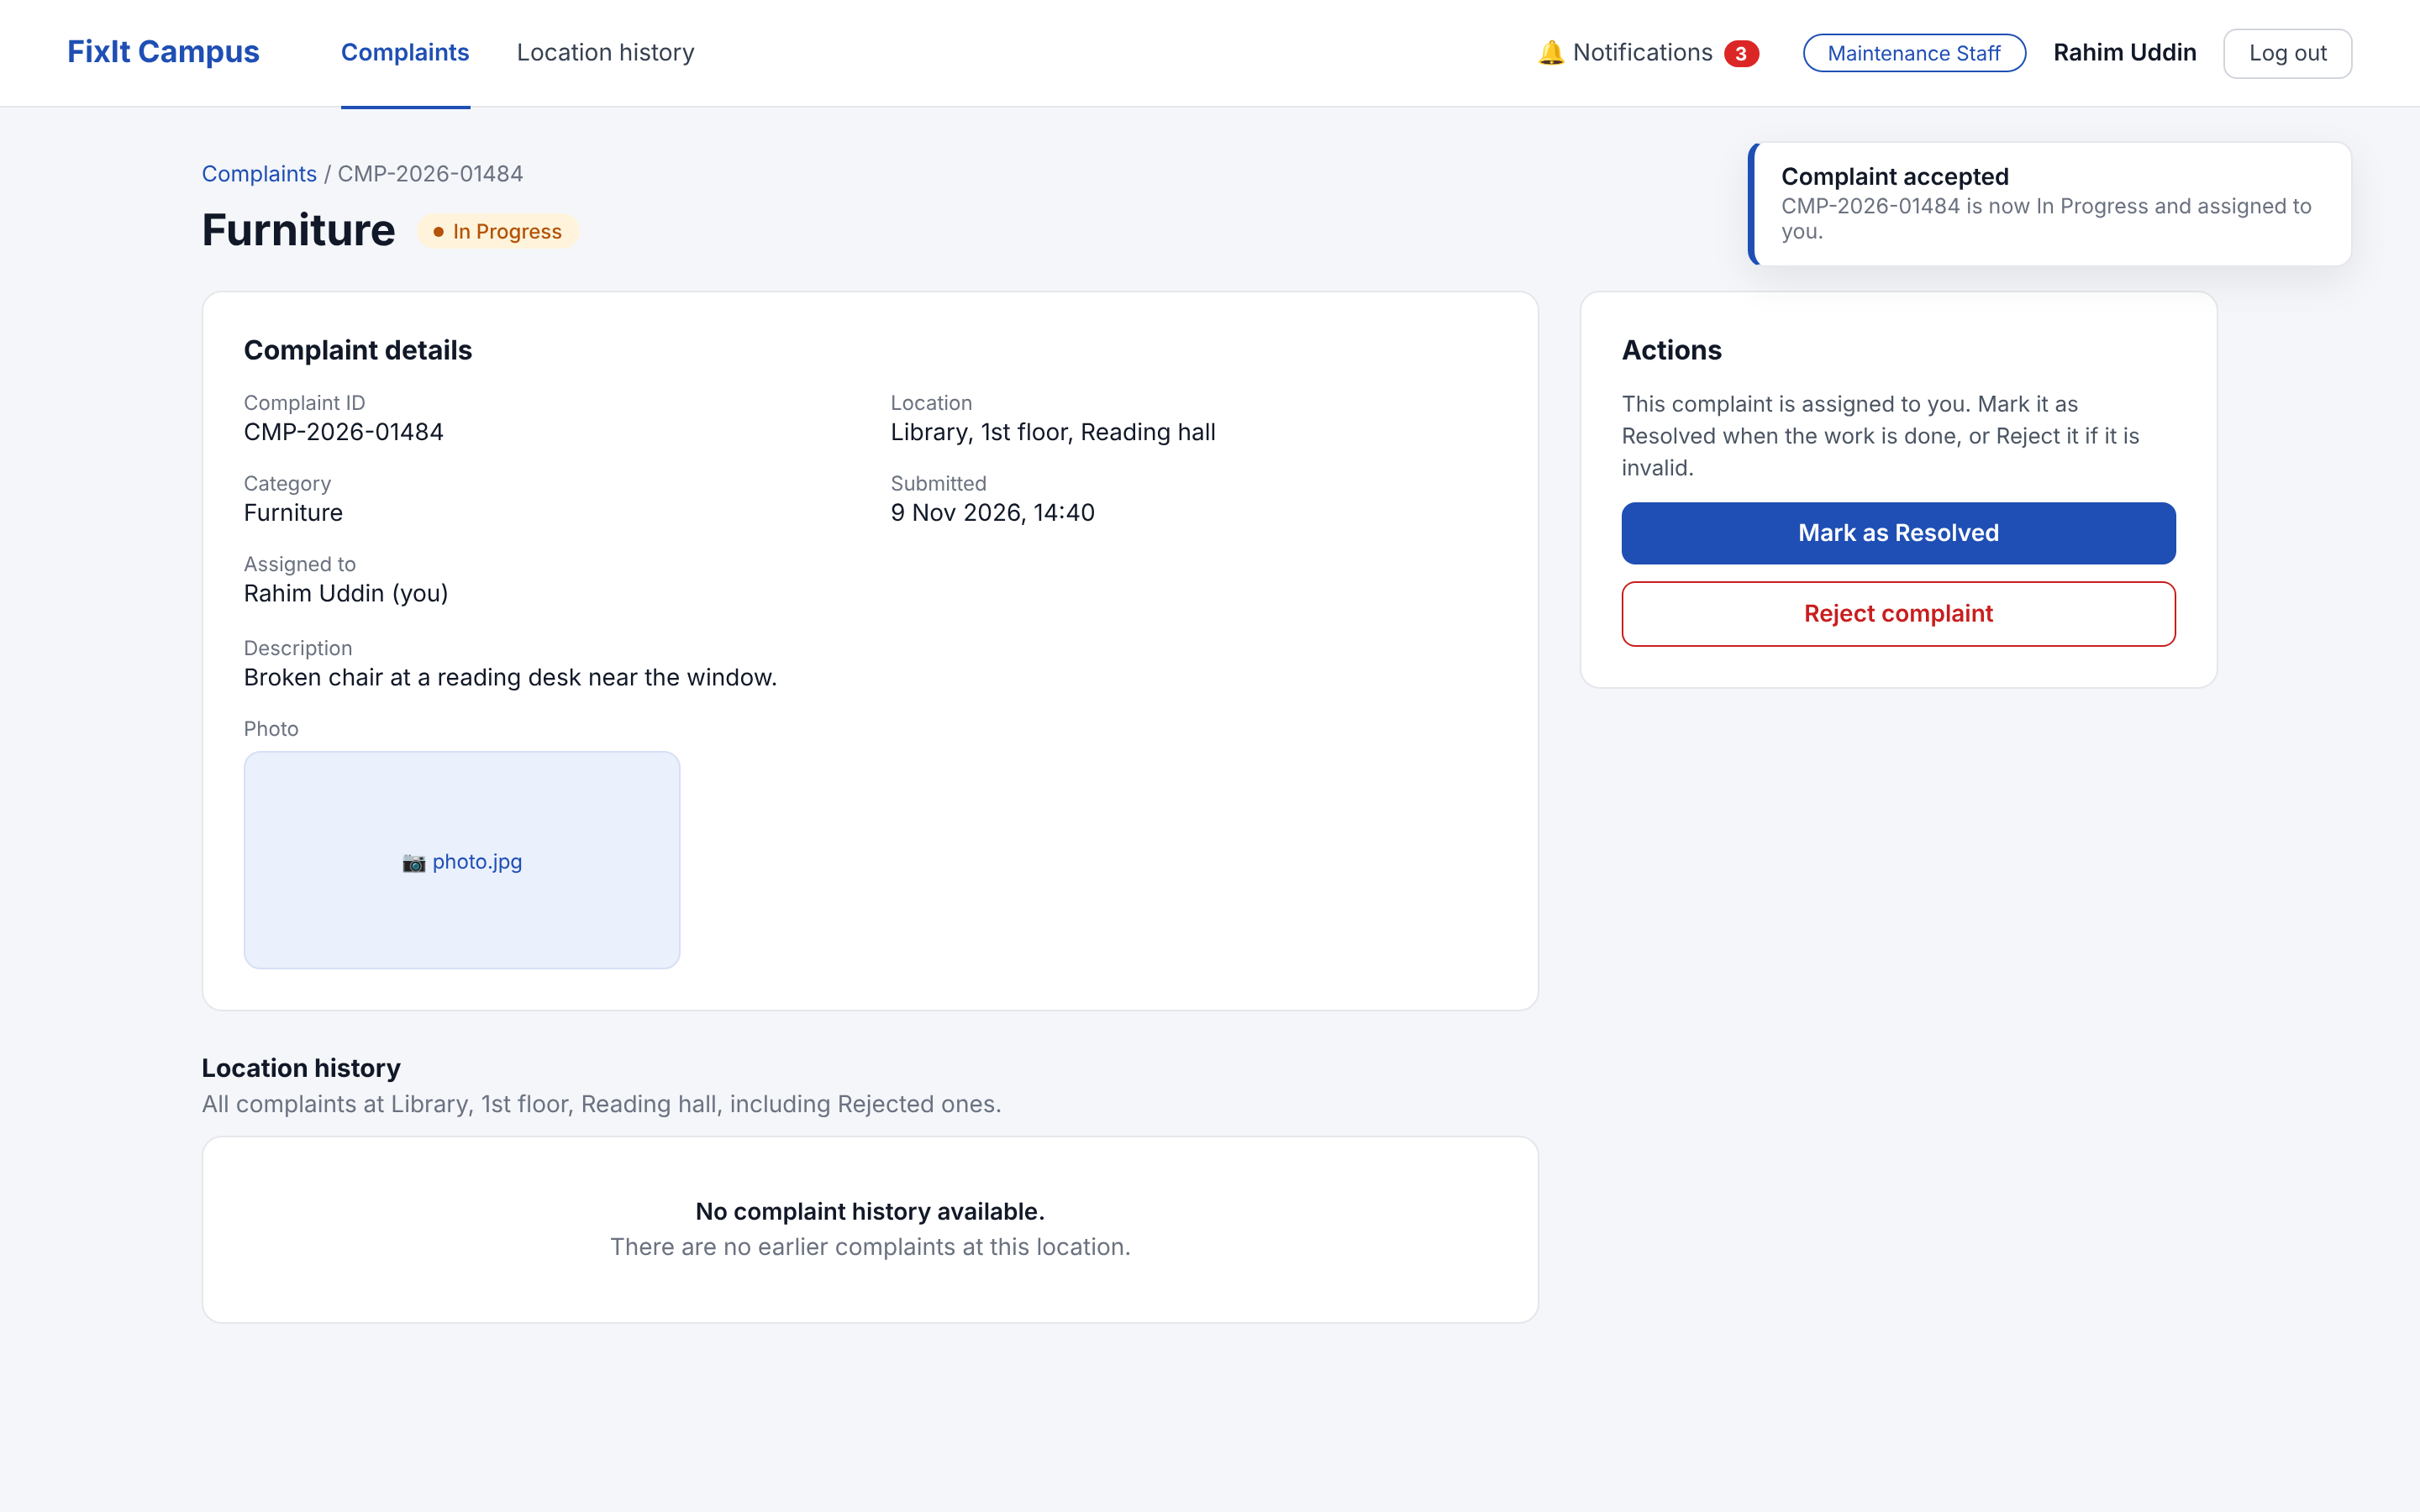 FixIt Campus
Complaints
Location history
🔔 Notifications 3
Maintenance Staff
Rahim Uddin
Log out
Complaints / CMP-2026-01484
Furniture
In Progress
Complaint accepted
CMP-2026-01484 is now In Progress and assigned to
you.
Complaint details
Complaint ID
CMP-2026-01484
Location
Library, 1st floor, Reading hall
Category
Furniture
Submitted
9 Nov 2026, 14:40
Assigned to
Rahim Uddin (you)
Description
Broken chair at a reading desk near the window.
Photo
📷 photo.jpg
Actions
This complaint is assigned to you. Mark it as
Resolved when the work is done, or Reject it if it is
invalid.
Mark as Resolved
Reject complaint
Location history
All complaints at Library, 1st floor, Reading hall, including Rejected ones.
No complaint history available.
There are no earlier complaints at this location.